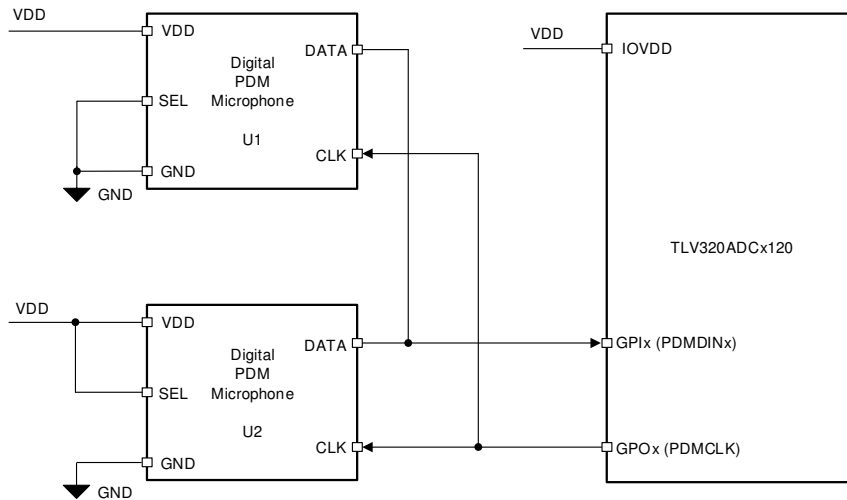 VDD
VDD
DATA
Digital
PDM
Microphone
U1
SEL
CLK
GND
GND
VDD
IOVDD
TLV320ADCx120
VDD
VDD
DATA
Digital
PDM
Microphone
U2
SEL
CLK
GND
GND
GPIx (PDMDINx)
GPOx (PDMCLK)